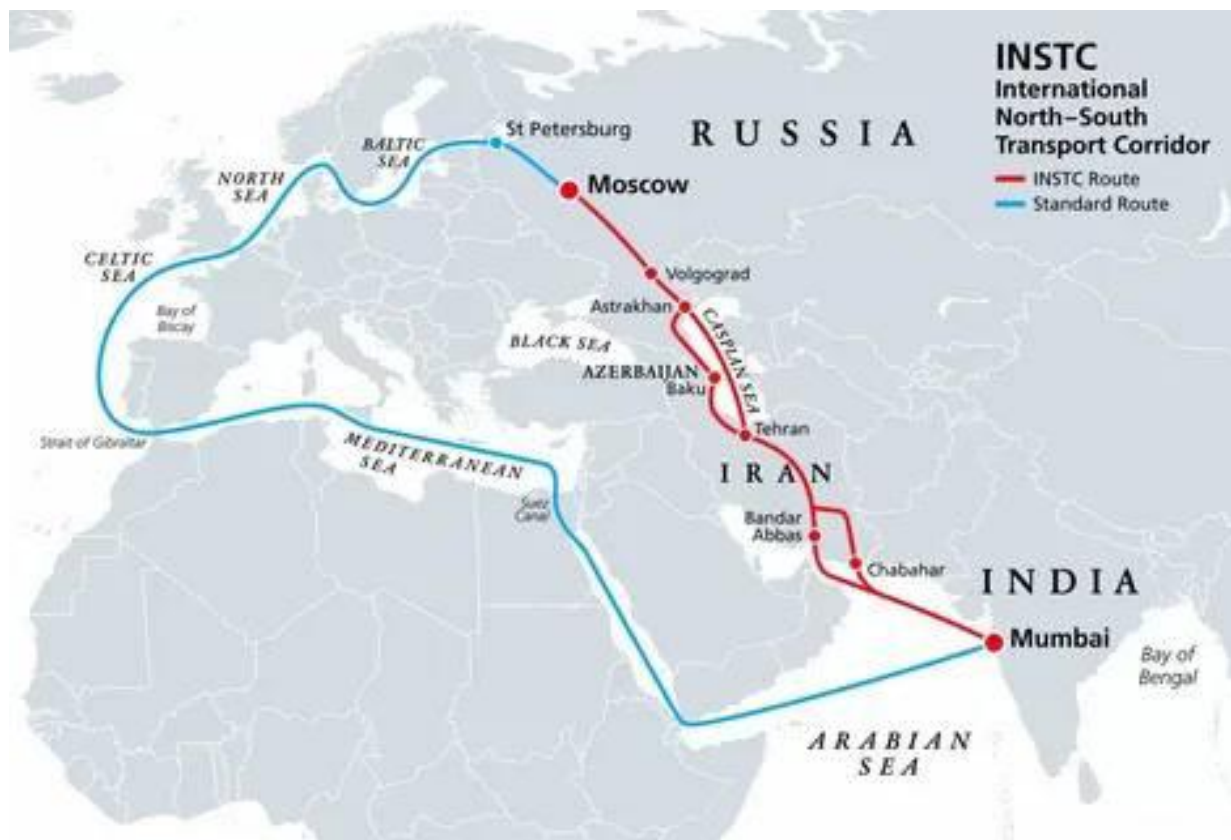 INSTC
International
North–South
Transport Corridor
INSTC Route
Standard Route
RUSSIA
St Petersburg
BALTIC
SEA
NORTH
SEA
Moscow
CELTIC
SEA
Volgograd
Bay of
Biscay
Astrakhan
CASPIAN SEA
BLACK SEA
AZERBAIJAN
Baku
Strait of Gibraltar
Tehran
MEDITERRANEAN
SEA
IRAN
Suez
Canal
Bandar
Abbas
Chabahar
INDIA
Mumbai
Bay of
Bengal
ARABIAN
SEA